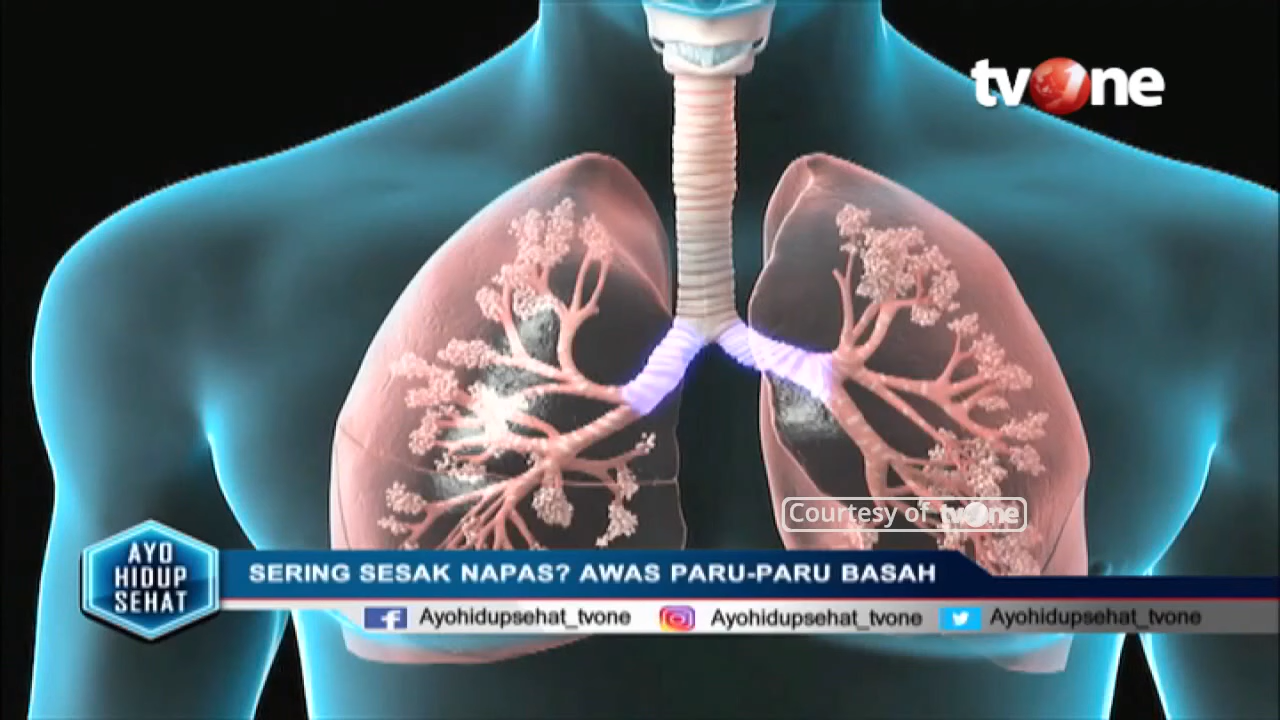 tvOne
Courtesy of tvOne
AYO
HIDUP
SEHAT
SERING SESAK NAPAS? AWAS PARU-PARU BASAH
Ayohidupsehat_tvone
Ayohidupsehat_tvone
Ayohidupsehat_tvone